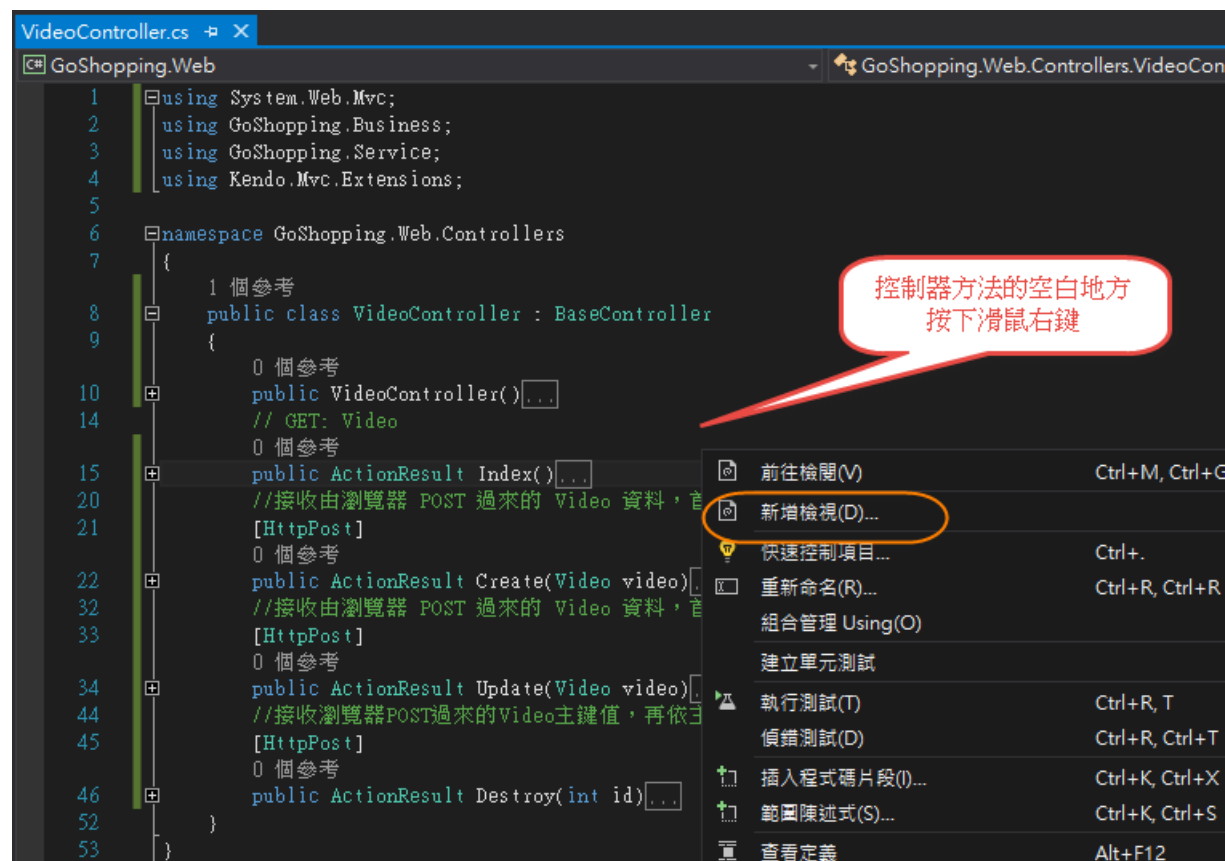 VideoController.cs
GoShopping.Web
GoShopping.Web.Controllers.VideoCon
1 using System.Web.Mvc;
2 using GoShopping.Business;
3 using GoShopping.Service;
4 using Kendo.Mvc.Extensions;
5
6 namespace GoShopping.Web.Controllers
7 {
1 個參考
8 public class VideoController : BaseController
9 {
0 個參考
10 public VideoController()...
14 // GET: Video
0 個參考
15 public ActionResult Index()...
20 //接收由瀏覽器 POST 過來的 Video 資料，首
21 [HttpPost]
0 個參考
22 public ActionResult Create(Video video)
32 //接收由瀏覽器 POST 過來的 Video 資料，首
33 [HttpPost]
0 個參考
34 public ActionResult Update(Video video)
44 //接收瀏覽器POST過來的Video主鍵值，再依主
45 [HttpPost]
0 個參考
46 public ActionResult Destroy(int id)...
52 }
53 }
控制器方法的空白地方
按下滑鼠右鍵
前往檢閱(V) Ctrl+M, Ctrl+G
新增檢視(D)...
快速控制項目... Ctrl+.
重新命名(R)... Ctrl+R, Ctrl+R
組合管理 Using(O)
建立單元測試
執行測試(T) Ctrl+R, T
偵錯測試(D) Ctrl+R, Ctrl+T
插入程式碼片段(I)... Ctrl+K, Ctrl+X
範圍陳述式(S)... Ctrl+K, Ctrl+S
查看定義 Alt+F12